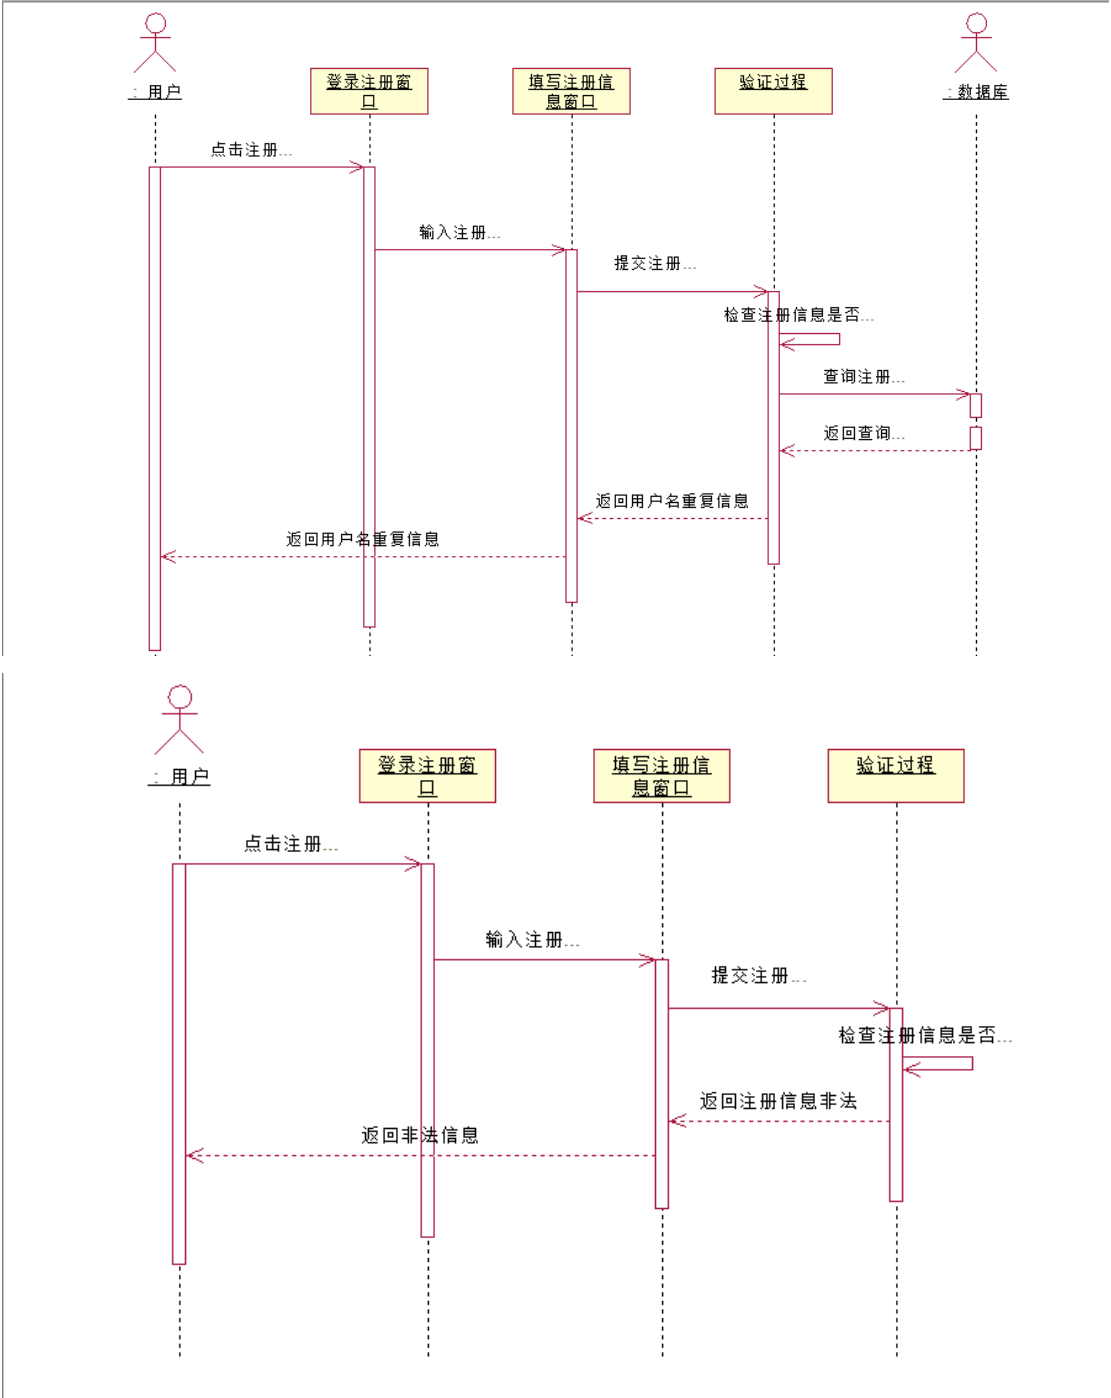 : 用户
登录注册窗
口
填写注册信
息窗口
验证过程
: 数据库
点击注册...
输入注册...
提交注册...
检查注册信息是否...
查询注册...
返回查询...
返回用户名重复信息
返回用户名重复信息
: 用户
登录注册窗
口
填写注册信
息窗口
验证过程
点击注册...
输入注册...
提交注册...
检查注册信息是否...
返回注册信息非法
返回非法信息